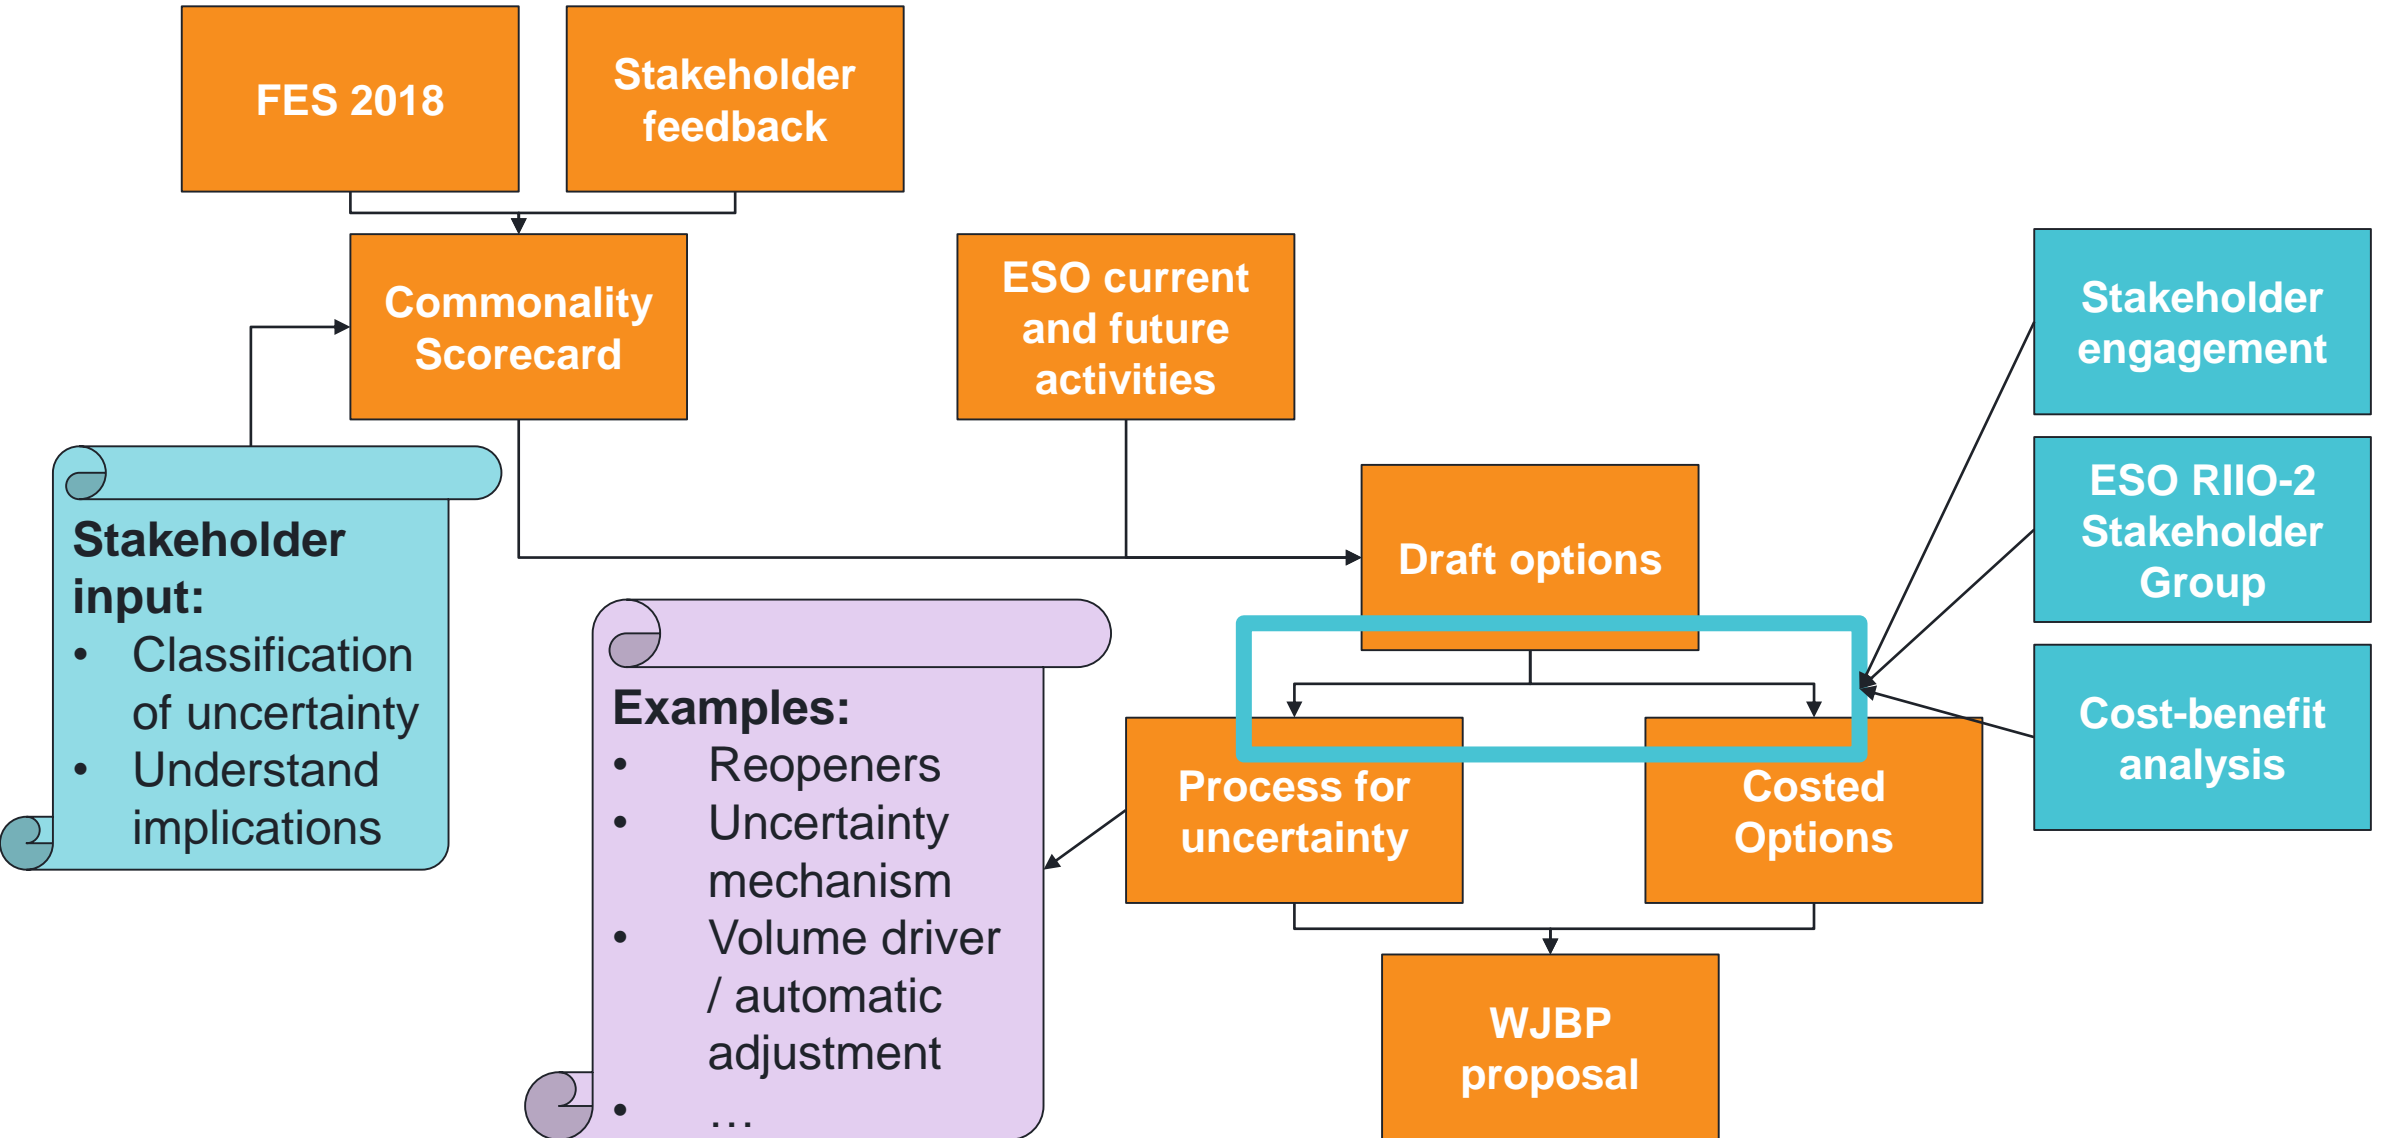 FES 2018
Stakeholder
feedback
Commonality
Scorecard
ESO current
and future
activities
Stakeholder
engagement
ESO RIIO-2
Stakeholder
Group
Cost-benefit
analysis
Draft options
Stakeholder
input:
• Classification
of uncertainty
• Understand
implications
Examples:
• Reopeners
• Uncertainty
mechanism
• Volume driver
/ automatic
adjustment
• …
Process for
uncertainty
Costed
Options
WJBP
proposal